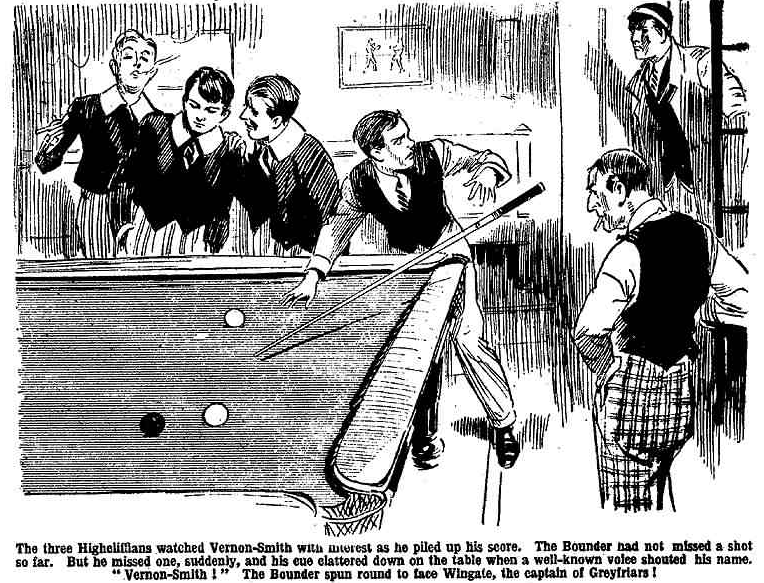 The three Highcliffians watched Vernon-Smith with interest as he piled up his score. The Bounder had not missed a shot
so far. But he missed one, suddenly, and his cue clattered down on the table when a well-known voice shouted his name.
“ Vernon-Smith ! ” The Bounder spun round to face Wingate, the captain of Greyfriars !